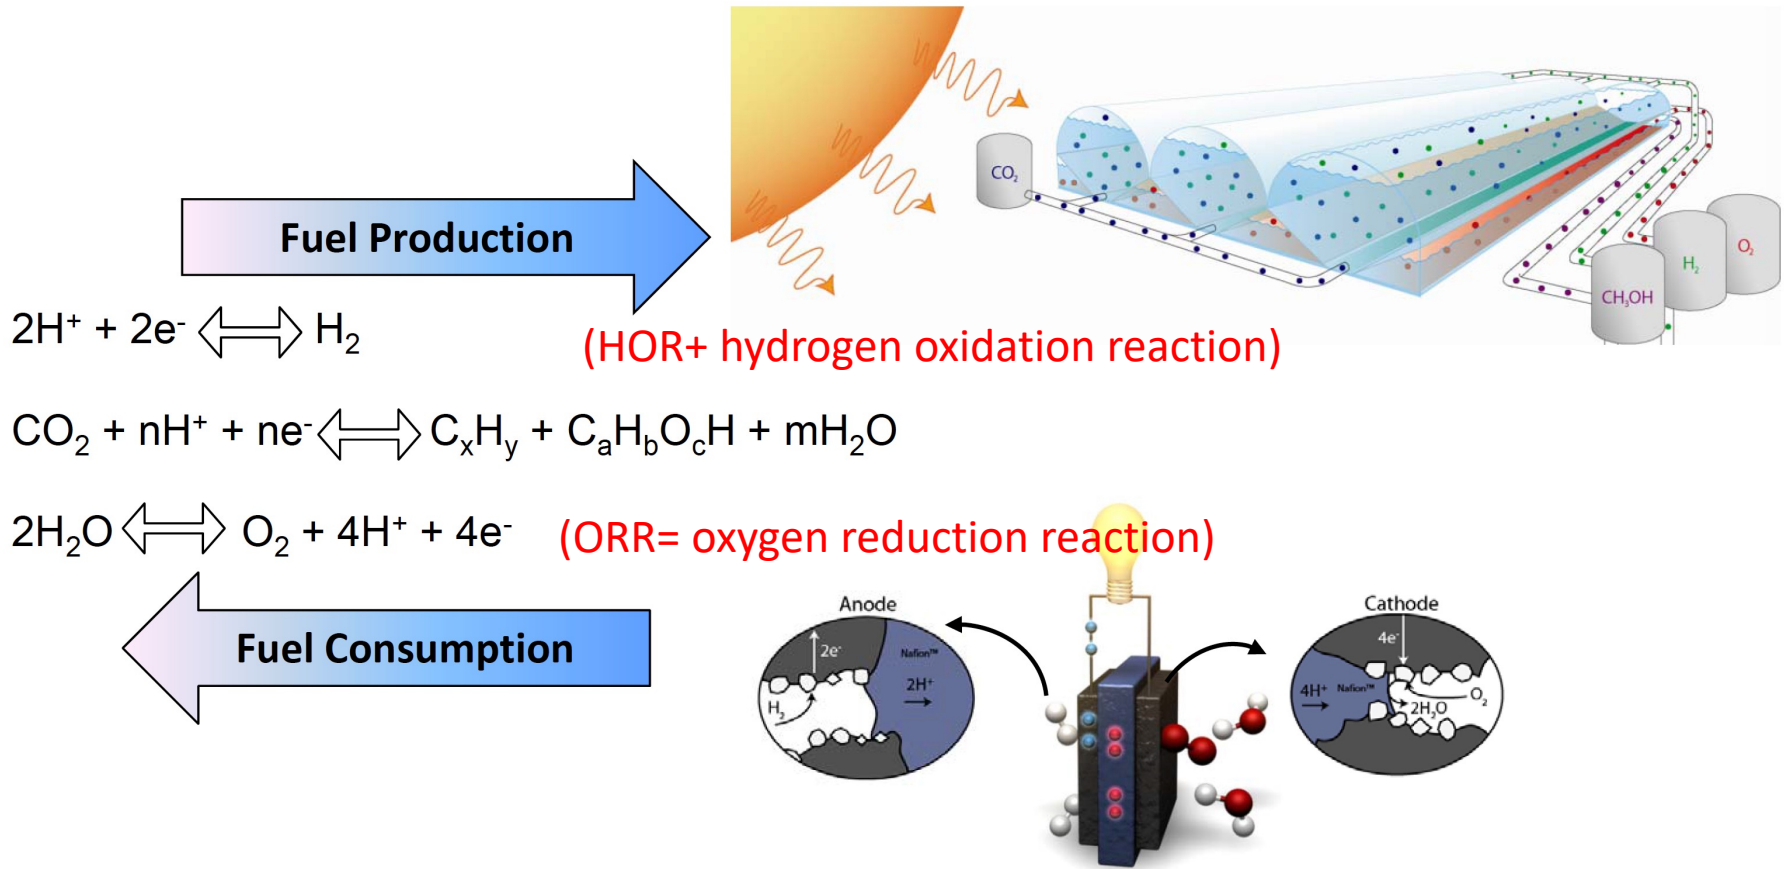 Fuel Production
CO₂
O₂
H₂
CH₃OH
2H⁺ + 2e⁻ ⟺ H₂
(HOR+ hydrogen oxidation reaction)
CO₂ + nH⁺ + ne⁻ ⟺ CₓHᵧ + CₐH_bO_cH + mH₂O
2H₂O ⟺ O₂ + 4H⁺ + 4e⁻
(ORR= oxygen reduction reaction)
Fuel Consumption
Anode
2e⁻
Nafion™
2H⁺
H₂
Cathode
4e⁻
4H⁺
Nafion™
O₂
2H₂O